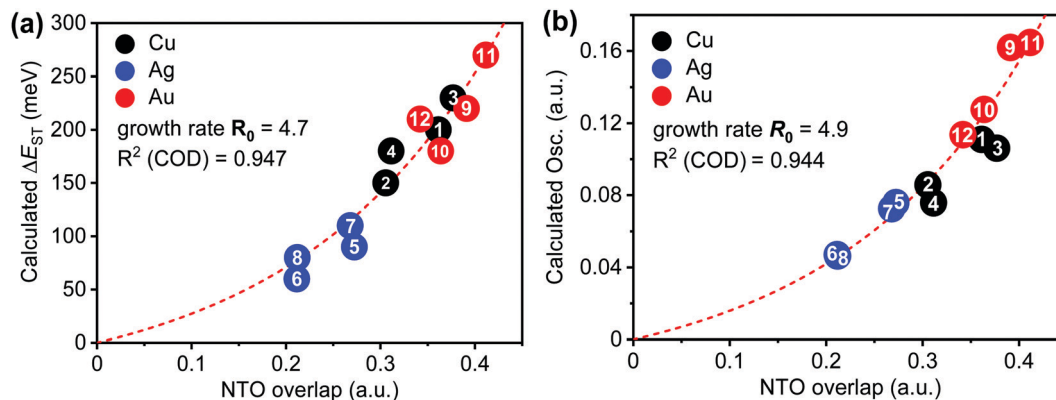 (a)
300
250
200
150
100
50
0
Calculated ΔE_ST (meV)
Cu
Ag
Au
growth rate R₀ = 4.7
R² (COD) = 0.947
11
3
9
12
1
10
4
2
7
5
8
6
0
0.1
0.2
0.3
0.4
NTO overlap (a.u.)
(b)
0.16
0.12
0.08
0.04
0
Calculated Osc. (a.u.)
Cu
Ag
Au
growth rate R₀ = 4.9
R² (COD) = 0.944
9
11
10
12
1
3
2
4
7
5
6
8
0
0.1
0.2
0.3
0.4
NTO overlap (a.u.)